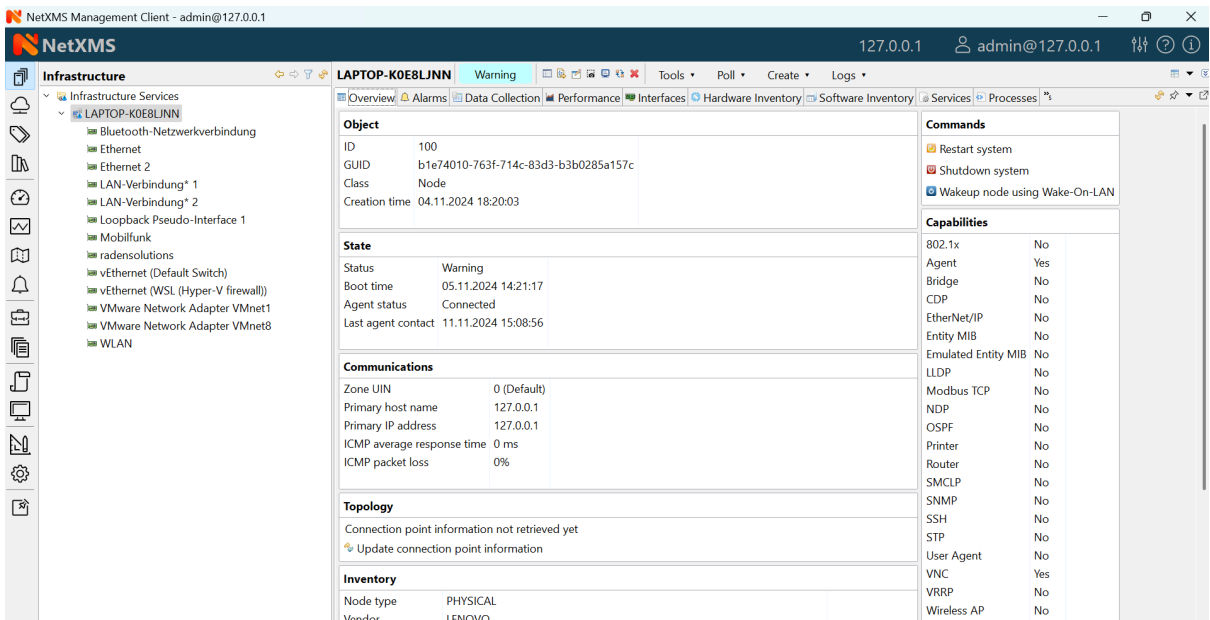 NetXMS Management Client - admin@127.0.0.1
NetXMS 127.0.0.1 admin@127.0.0.1
Infrastructure
Infrastructure Services
LAPTOP-K0E8LJNN
Bluetooth-Netzwerkverbindung
Ethernet
Ethernet 2
LAN-Verbindung* 1
LAN-Verbindung* 2
Loopback Pseudo-Interface 1
Mobilfunk
radensolutions
vEthernet (Default Switch)
vEthernet (WSL (Hyper-V firewall))
VMware Network Adapter VMnet1
VMware Network Adapter VMnet8
WLAN
LAPTOP-K0E8LJNN Warning Tools Poll Create Logs
Overview Alarms Data Collection Performance Interfaces Hardware Inventory Software Inventory Services Processes "5
Object
ID 100
GUID b1e74010-763f-714c-83d3-b3b0285a157c
Class Node
Creation time 04.11.2024 18:20:03
State
Status Warning
Boot time 05.11.2024 14:21:17
Agent status Connected
Last agent contact 11.11.2024 15:08:56
Communications
Zone UIN 0 (Default)
Primary host name 127.0.0.1
Primary IP address 127.0.0.1
ICMP average response time 0 ms
ICMP packet loss 0%
Topology
Connection point information not retrieved yet
Update connection point information
Inventory
Node type PHYSICAL
Vendor LENOVO
Commands
Restart system
Shutdown system
Wakeup node using Wake-On-LAN
Capabilities
802.1x No
Agent Yes
Bridge No
CDP No
EtherNet/IP No
Entity MIB No
Emulated Entity MIB No
LLDP No
Modbus TCP No
NDP No
OSPF No
Printer No
Router No
SMCLP No
SNMP No
SSH No
STP No
User Agent No
VNC Yes
VRRP No
Wireless AP No